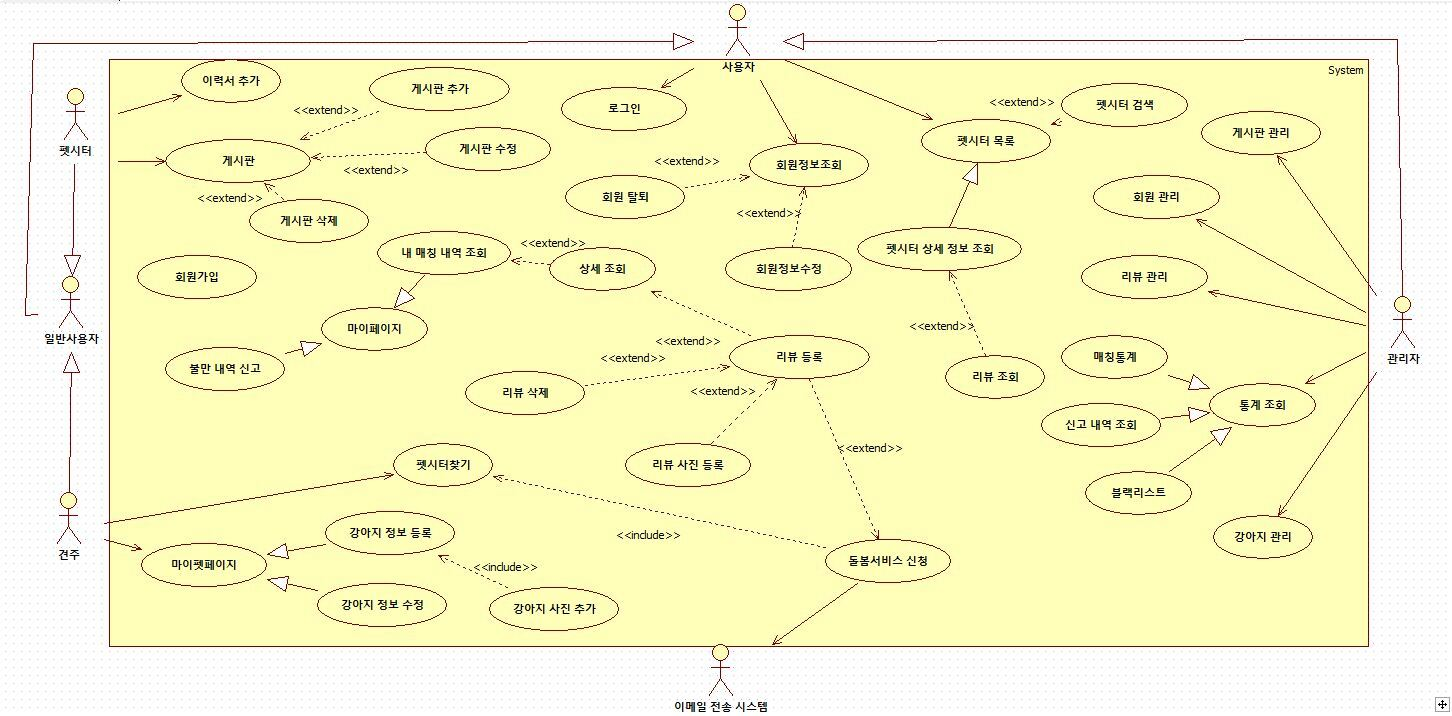 사용자
System
이력서 추가
게시판 추가
<<extend>>
로그인
<<extend>>
펫시터 검색
펫시터
게시판
게시판 수정
<<extend>>
<<extend>>
회원정보조회
펫시터 목록
게시판 관리
<<extend>>
게시판 삭제
회원 탈퇴
<<extend>>
회원 관리
내 매칭 내역 조회
<<extend>>
상세 조회
회원정보수정
펫시터 상세 정보 조회
회원가입
리뷰 관리
일반사용자
마이페이지
<<extend>>
<<extend>>
불만 내역 신고
<<extend>>
리뷰 등록
매칭통계
관리자
리뷰 삭제
<<extend>>
리뷰 조회
통계 조회
신고 내역 조회
<<extend>>
펫시터찾기
리뷰 사진 등록
블랙리스트
견주
강아지 정보 등록
<<include>>
강아지 관리
마이펫페이지
<<include>>
돌봄서비스 신청
강아지 정보 수정
강아지 사진 추가
이메일 전송 시스템